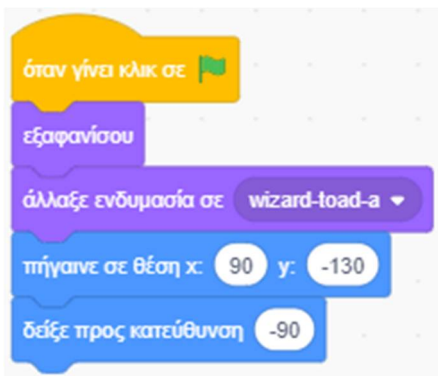 όταν γίνει κλικ σε
εξαφανίσου
άλλαξε ενδυμασία σε wizard-toad-a
πήγαινε σε θέση x: 90 y: -130
δείξε προς κατεύθυνση -90